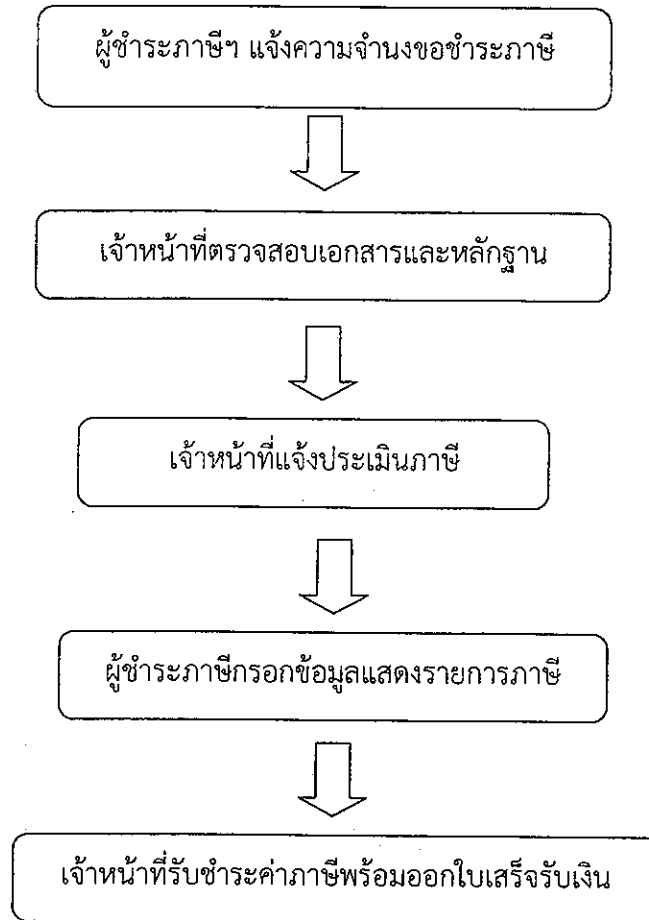 ผู้ชำระภาษีฯ แจ้งความจำนงขอชำระภาษี
เจ้าหน้าที่ตรวจสอบเอกสารและหลักฐาน
เจ้าหน้าที่แจ้งประเมินภาษี
ผู้ชำระภาษีกรอกข้อมูลแสดงรายการภาษี
เจ้าหน้าที่รับชำระค่าภาษีพร้อมออกใบเสร็จรับเงิน